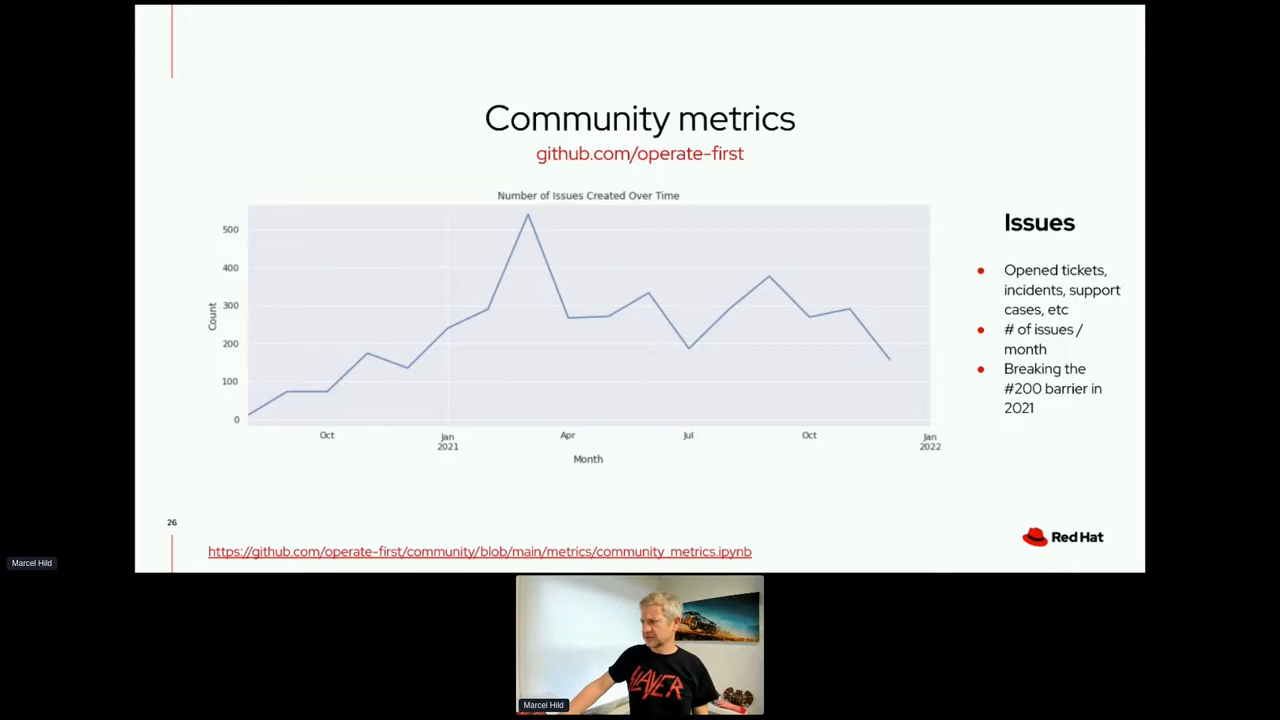 Community metrics
github.com/operate-first
Number of Issues Created Over Time
500
400
300
200
100
0
Count
Oct
Jan
2021
Apr
Jul
Oct
Jan
2022
Month
Issues
Opened tickets,
incidents, support
cases, etc
# of issues /
month
Breaking the
#200 barrier in
2021
26
https://github.com/operate-first/community/blob/main/metrics/community_metrics.ipynb
Red Hat
Marcel Hild
SLAYER
Marcel Hild